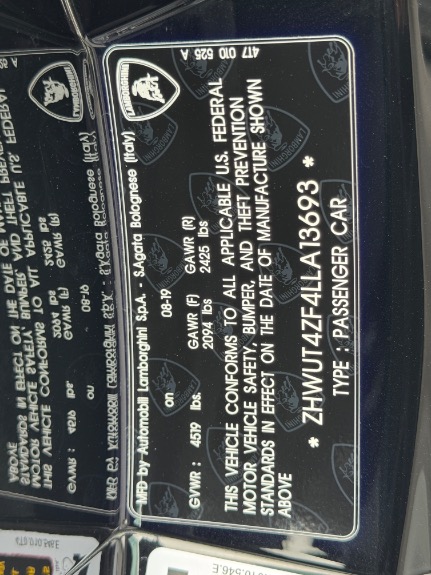 LAMBORGHINI
417 010 525 A
MFD by Automobili Lamborghini S.p.A. - S.Agata Bolognese (Italy)
on 08-19
GAWR (F) GAWR (R)
GVWR : 4519 lbs. 2094 lbs 2425 lbs
THIS VEHICLE CONFORMS TO ALL APPLICABLE U.S. FEDERAL
MOTOR VEHICLE SAFETY, BUMPER, AND THEFT PREVENTION
STANDARDS IN EFFECT ON THE DATE OF MANUFACTURE SHOWN
ABOVE
* ZHWUT4ZF4LLA13693 *
TYPE : PASSENGER CAR